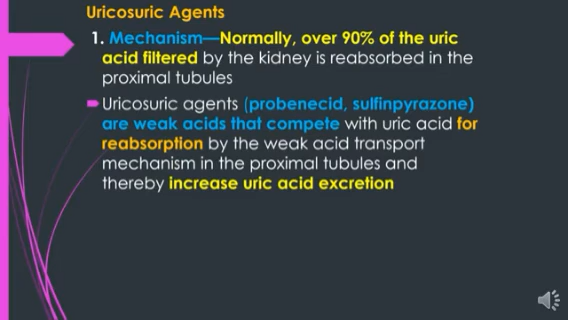 Uricosuric Agents
1. Mechanism—Normally, over 90% of the uric
acid filtered by the kidney is reabsorbed in the
proximal tubules
Uricosuric agents (probenecid, sulfinpyrazone)
are weak acids that compete with uric acid for
reabsorption by the weak acid transport
mechanism in the proximal tubules and
thereby increase uric acid excretion